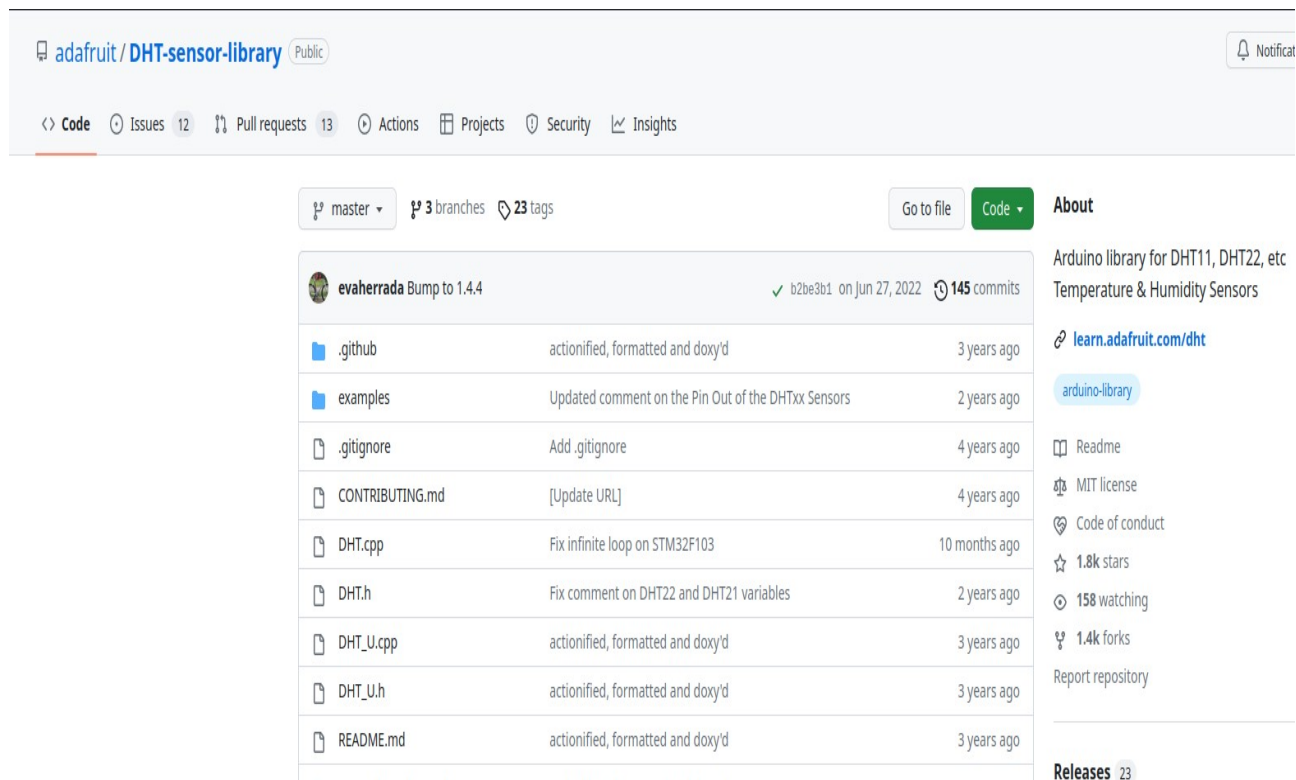 adafruit / DHT-sensor-library Public
Notificat
Code Issues 12 Pull requests 13 Actions Projects Security Insights
master 3 branches 23 tags Go to file Code
evaherrada Bump to 1.4.4 b2be3b1 on Jun 27, 2022 145 commits
.github actionified, formatted and doxy'd 3 years ago
examples Updated comment on the Pin Out of the DHTxx Sensors 2 years ago
.gitignore Add .gitignore 4 years ago
CONTRIBUTING.md [Update URL] 4 years ago
DHT.cpp Fix infinite loop on STM32F103 10 months ago
DHT.h Fix comment on DHT22 and DHT21 variables 2 years ago
DHT_U.cpp actionified, formatted and doxy'd 3 years ago
DHT_U.h actionified, formatted and doxy'd 3 years ago
README.md actionified, formatted and doxy'd 3 years ago
About
Arduino library for DHT11, DHT22, etc
Temperature & Humidity Sensors
learn.adafruit.com/dht
arduino-library
Readme
MIT license
Code of conduct
1.8k stars
158 watching
1.4k forks
Report repository
Releases 23